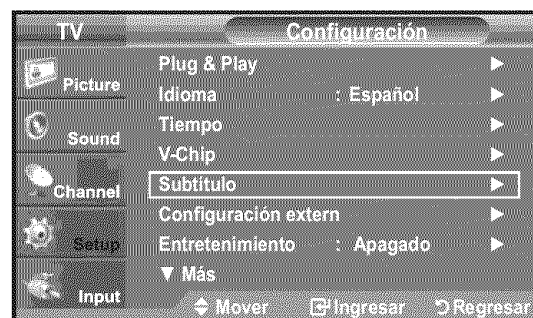 TV
Configuración
Picture
Sound
Channel
Setup
Input
Plug & Play
Idioma : Español
Tiempo
V-Chip
Subtítulo
Configuración extern
Entretenimiento : Apagado
▼ Más
Mover Ingresar Regresar